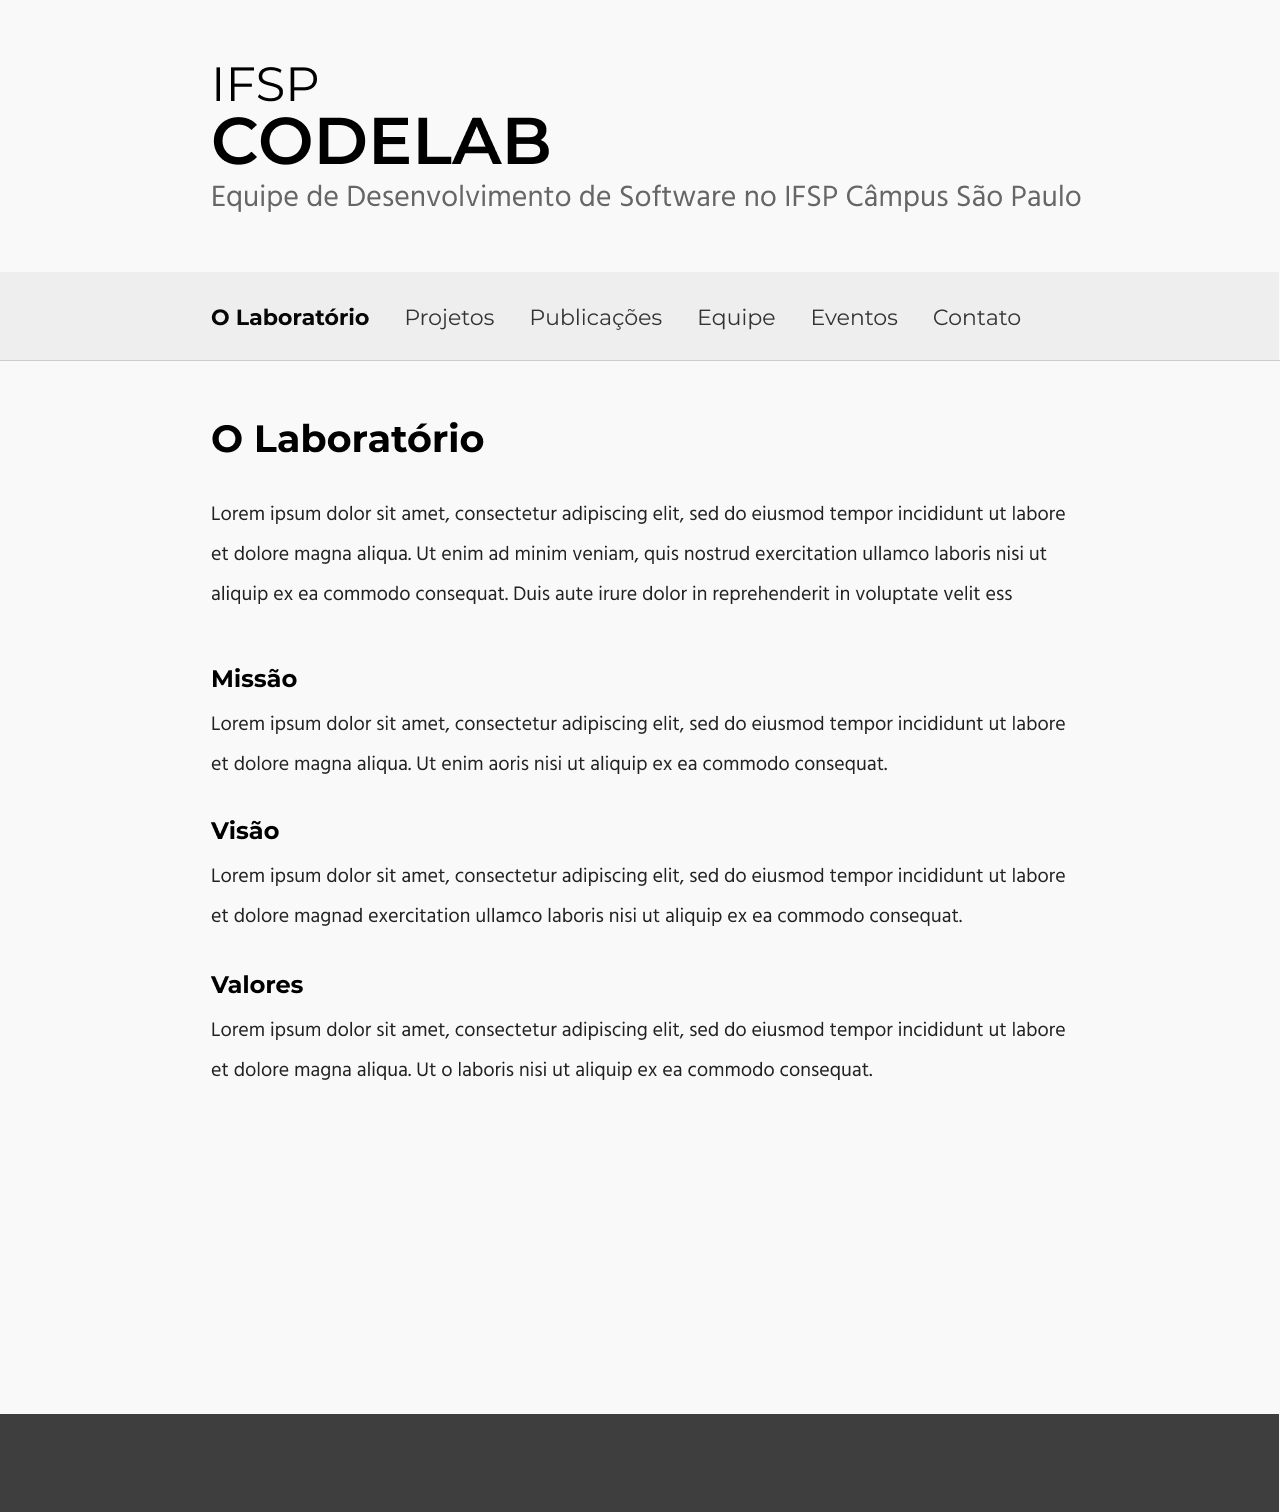 IFSP
CODELAB
Equipe de Desenvolvimento de Software no IFSP Câmpus São Paulo
O Laboratório Projetos Publicações Equipe Eventos Contato
O Laboratório
Lorem ipsum dolor sit amet, consectetur adipiscing elit, sed do eiusmod tempor incididunt ut labore
et dolore magna aliqua. Ut enim ad minim veniam, quis nostrud exercitation ullamco laboris nisi ut
aliquip ex ea commodo consequat. Duis aute irure dolor in reprehenderit in voluptate velit ess
Missão
Lorem ipsum dolor sit amet, consectetur adipiscing elit, sed do eiusmod tempor incididunt ut labore
et dolore magna aliqua. Ut enim aoris nisi ut aliquip ex ea commodo consequat.
Visão
Lorem ipsum dolor sit amet, consectetur adipiscing elit, sed do eiusmod tempor incididunt ut labore
et dolore magnad exercitation ullamco laboris nisi ut aliquip ex ea commodo consequat.
Valores
Lorem ipsum dolor sit amet, consectetur adipiscing elit, sed do eiusmod tempor incididunt ut labore
et dolore magna aliqua. Ut o laboris nisi ut aliquip ex ea commodo consequat.